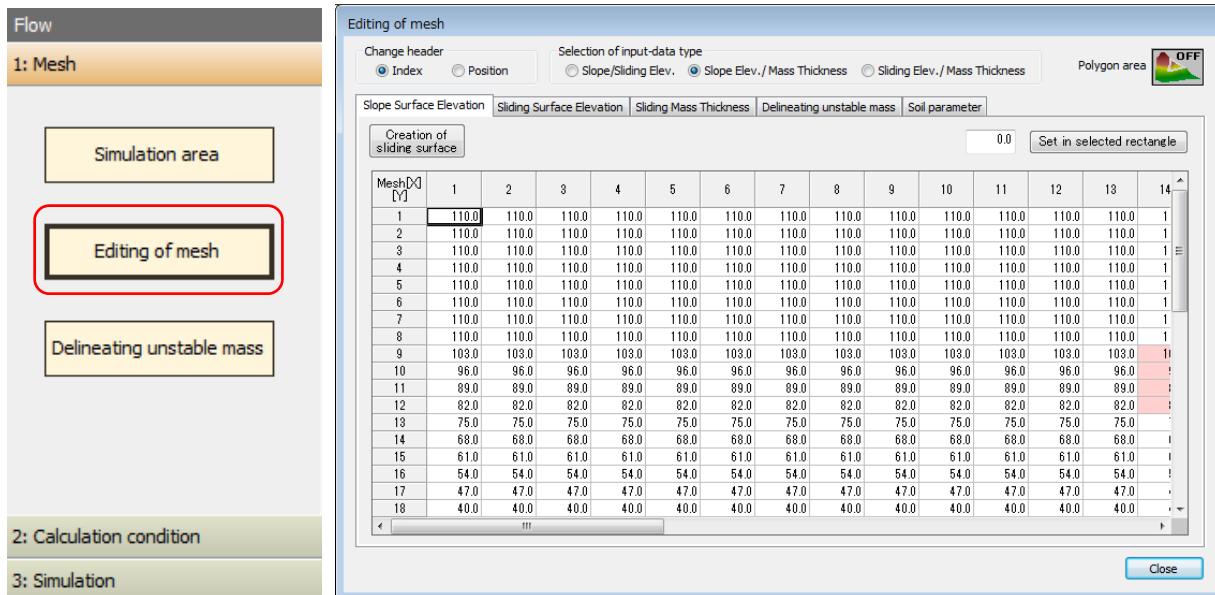 Flow
1: Mesh
Simulation area
Editing of mesh
Delineating unstable mass
2: Calculation condition
3: Simulation
Editing of mesh
Change header
Index Position
Selection of input-data type
Slope/Sliding Elev. Slope Elev./Mass Thickness Sliding Elev./Mass Thickness
Polygon area OFF
Slope Surface Elevation Sliding Surface Elevation Sliding Mass Thickness Delineating unstable mass Soil parameter
Creation of
sliding surface
0.0 Set in selected rectangle
Mesh[X]
[Y]
1 2 3 4 5 6 7 8 9 10 11 12 13 14
1 110.0 110.0 110.0 110.0 110.0 110.0 110.0 110.0 110.0 110.0 110.0 110.0 110.0 1
2 110.0 110.0 110.0 110.0 110.0 110.0 110.0 110.0 110.0 110.0 110.0 110.0 110.0 1
3 110.0 110.0 110.0 110.0 110.0 110.0 110.0 110.0 110.0 110.0 110.0 110.0 110.0 1
4 110.0 110.0 110.0 110.0 110.0 110.0 110.0 110.0 110.0 110.0 110.0 110.0 110.0 1
5 110.0 110.0 110.0 110.0 110.0 110.0 110.0 110.0 110.0 110.0 110.0 110.0 110.0 1
6 110.0 110.0 110.0 110.0 110.0 110.0 110.0 110.0 110.0 110.0 110.0 110.0 110.0 1
7 110.0 110.0 110.0 110.0 110.0 110.0 110.0 110.0 110.0 110.0 110.0 110.0 110.0 1
8 110.0 110.0 110.0 110.0 110.0 110.0 110.0 110.0 110.0 110.0 110.0 110.0 110.0 1
9 103.0 103.0 103.0 103.0 103.0 103.0 103.0 103.0 103.0 103.0 103.0 103.0 103.0
10 96.0 96.0 96.0 96.0 96.0 96.0 96.0 96.0 96.0 96.0 96.0 96.0 96.0
11 89.0 89.0 89.0 89.0 89.0 89.0 89.0 89.0 89.0 89.0 89.0 89.0 89.0
12 82.0 82.0 82.0 82.0 82.0 82.0 82.0 82.0 82.0 82.0 82.0 82.0 82.0
13 75.0 75.0 75.0 75.0 75.0 75.0 75.0 75.0 75.0 75.0 75.0 75.0 75.0
14 68.0 68.0 68.0 68.0 68.0 68.0 68.0 68.0 68.0 68.0 68.0 68.0 68.0
15 61.0 61.0 61.0 61.0 61.0 61.0 61.0 61.0 61.0 61.0 61.0 61.0 61.0
16 54.0 54.0 54.0 54.0 54.0 54.0 54.0 54.0 54.0 54.0 54.0 54.0 54.0
17 47.0 47.0 47.0 47.0 47.0 47.0 47.0 47.0 47.0 47.0 47.0 47.0 47.0
18 40.0 40.0 40.0 40.0 40.0 40.0 40.0 40.0 40.0 40.0 40.0 40.0 40.0
Close